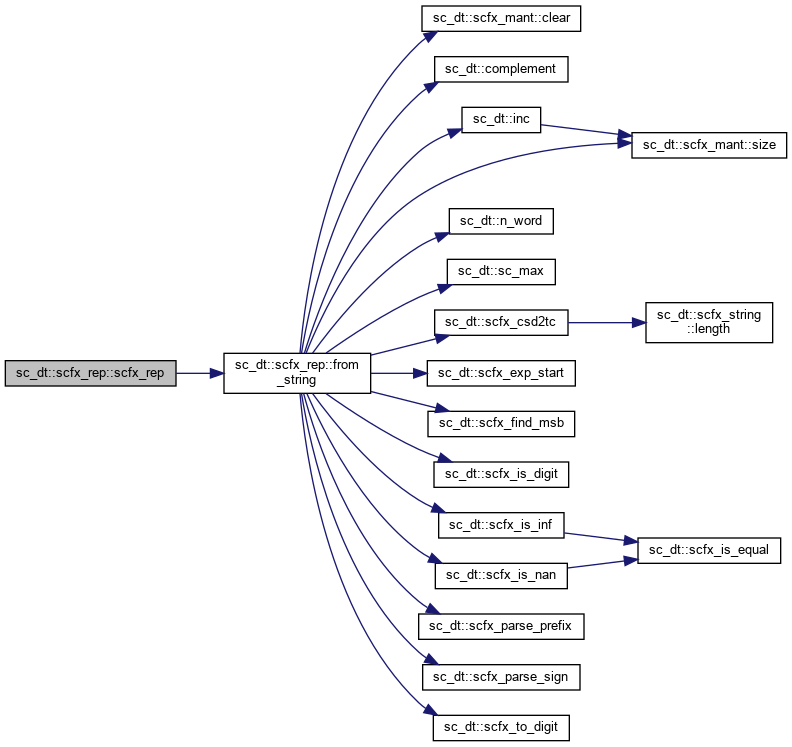 sc_dt::scfx_rep::scfx_rep
sc_dt::scfx_rep::from
_string
sc_dt::scfx_mant::clear
sc_dt::complement
sc_dt::inc
sc_dt::scfx_mant::size
sc_dt::n_word
sc_dt::sc_max
sc_dt::scfx_csd2tc
sc_dt::scfx_string
::length
sc_dt::scfx_exp_start
sc_dt::scfx_find_msb
sc_dt::scfx_is_digit
sc_dt::scfx_is_inf
sc_dt::scfx_is_equal
sc_dt::scfx_is_nan
sc_dt::scfx_parse_prefix
sc_dt::scfx_parse_sign
sc_dt::scfx_to_digit